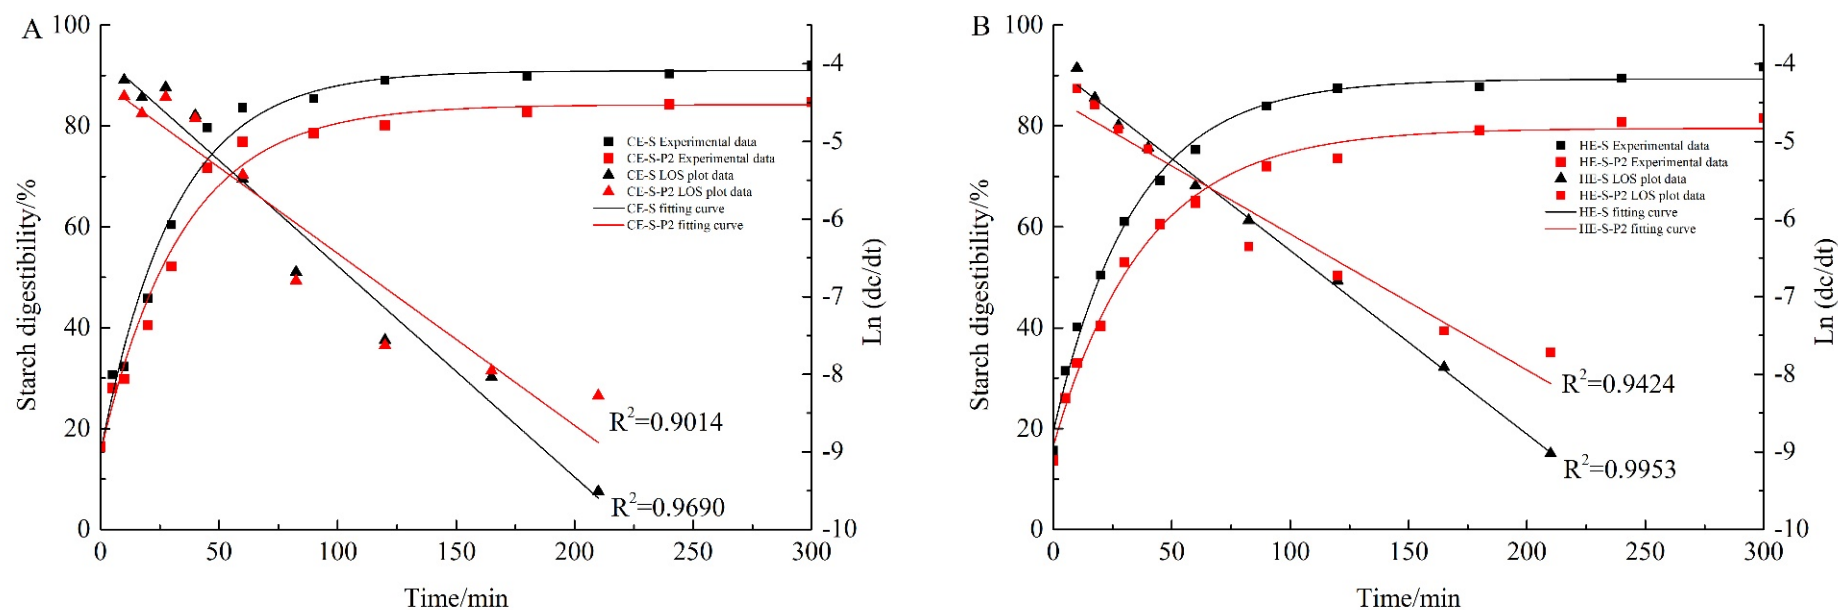 A
100
80
60
40
20
0
Starch digestibility/%
0
50
100
150
200
250
300
Time/min
-4
-5
-6
-7
-8
-9
-10
Ln (dc/dt)
CE-S Experimental data
CE-S-P2 Experimental data
CE-S LOS plot data
CE-S-P2 LOS plot data
CE-S fitting curve
CE-S-P2 fitting curve
R²=0.9014
R²=0.9690
B
100
80
60
40
20
0
Starch digestibility/%
0
50
100
150
200
250
300
Time/min
-4
-5
-6
-7
-8
-9
-10
Ln (dc/dt)
HE-S Experimental data
HE-S-P2 Experimental data
HE-S LOS plot data
HE-S-P2 LOS plot data
HE-S fitting curve
HE-S-P2 fitting curve
R²=0.9424
R²=0.9953